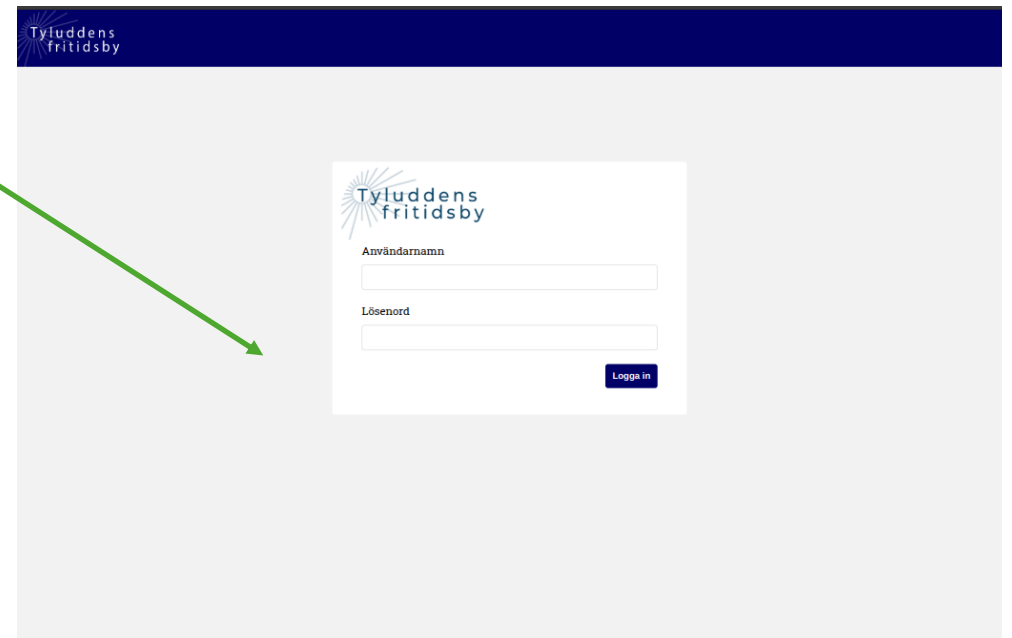 Tyluddens
fritidsby
Tyluddens
fritidsby
Användarnamn
Lösenord
Logga in